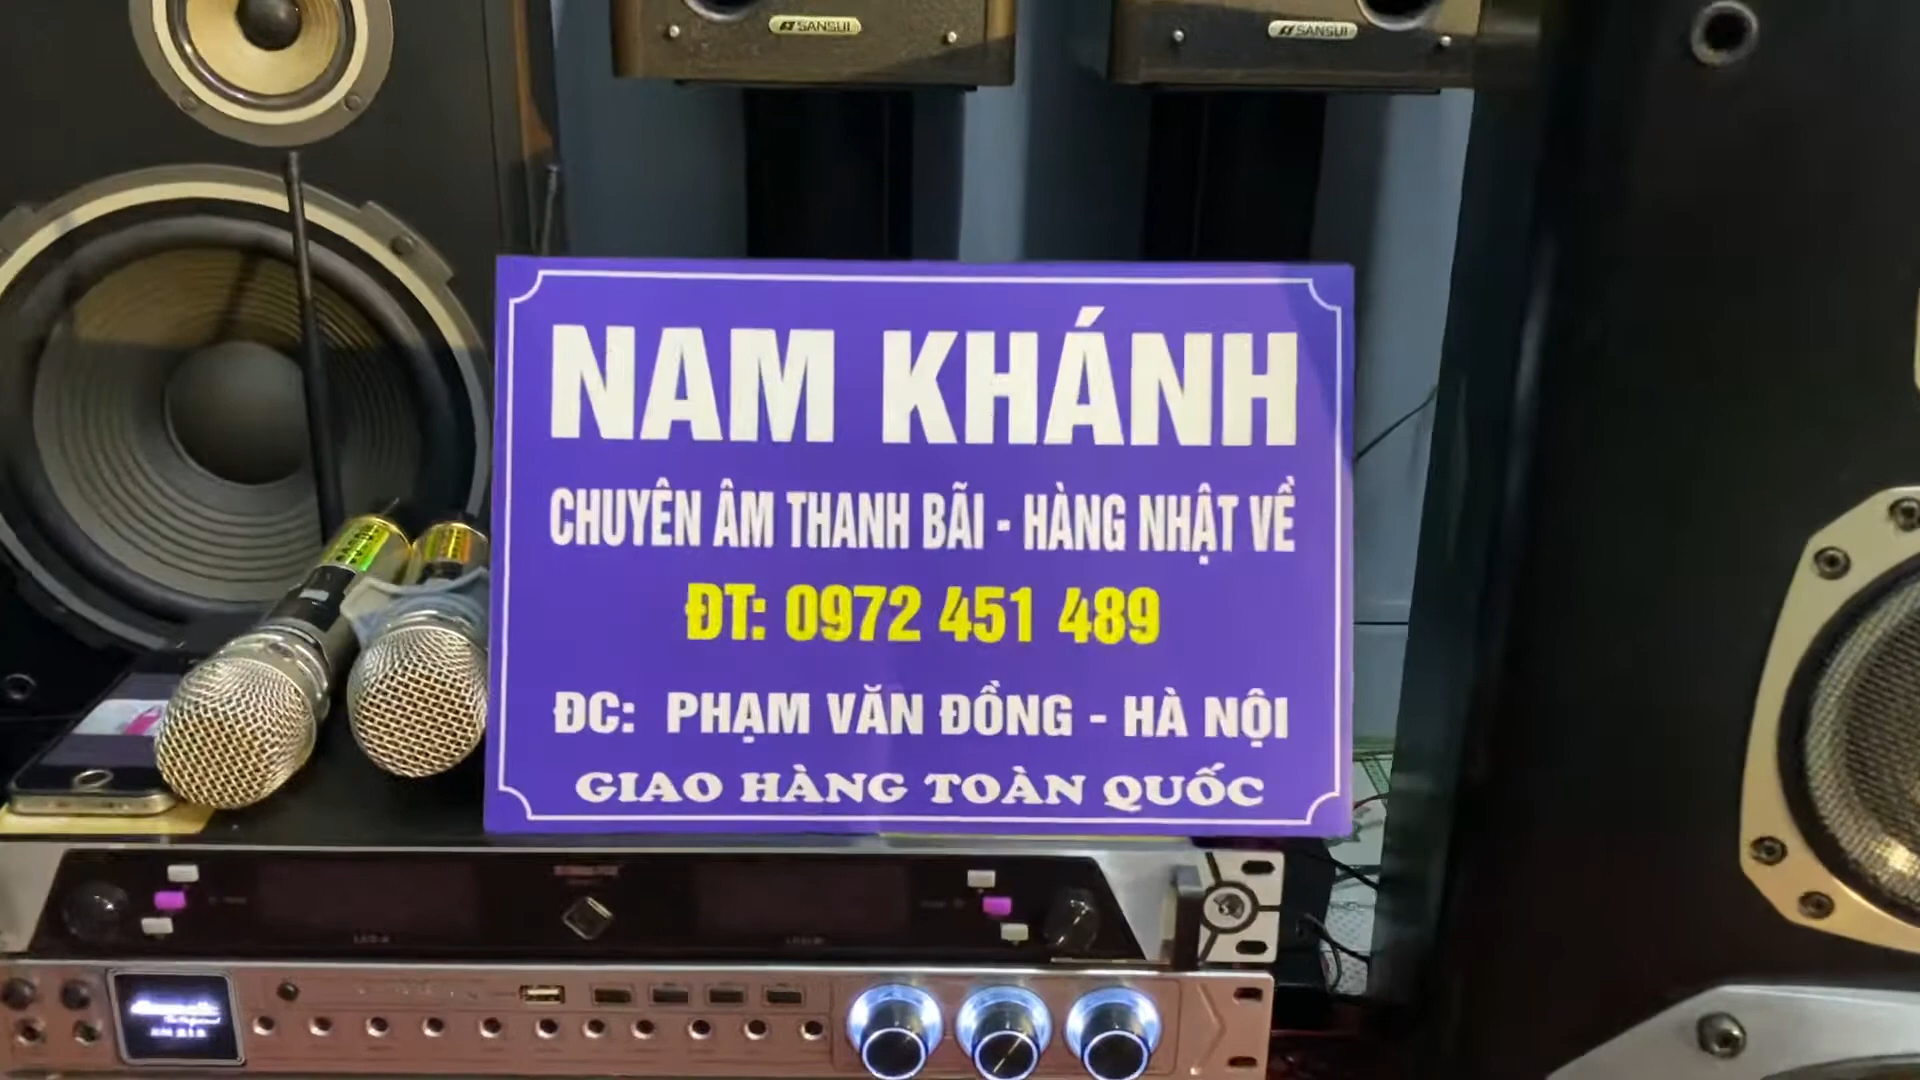 SANSUI
SANSUI
NAM KHÁNH
CHUYÊN ÂM THANH BÃI - HÀNG NHẬT VỀ
ĐT: 0972 451 489
ĐC: PHẠM VĂN ĐỒNG - HÀ NỘI
GIAO HÀNG TOÀN QUỐC